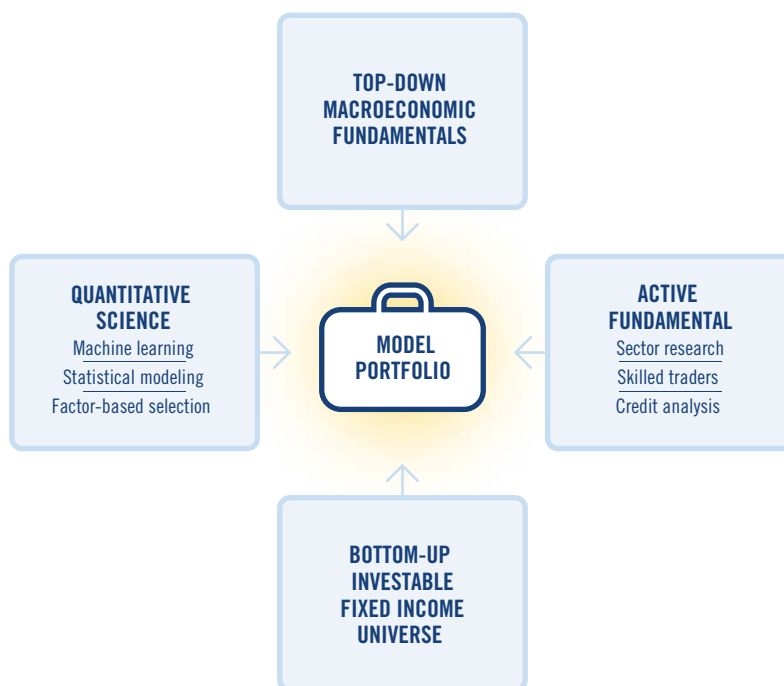 TOP-DOWN
MACROECONOMIC
FUNDAMENTALS
QUANTITATIVE
SCIENCE
Machine learning
Statistical modeling
Factor-based selection
MODEL
PORTFOLIO
ACTIVE
FUNDAMENTAL
Sector research
Skilled traders
Credit analysis
BOTTOM-UP
INVESTABLE
FIXED INCOME
UNIVERSE